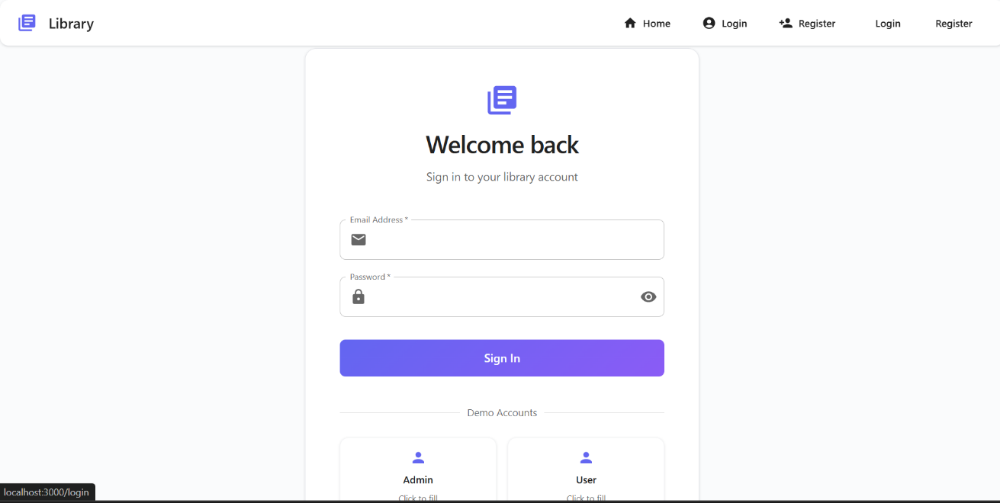 Library Home Login Register Login Register
Welcome back
Sign in to your library account
Email Address *
Password *
Sign In
Demo Accounts
Admin User
Click to fill Click to fill
localhost:3000/login